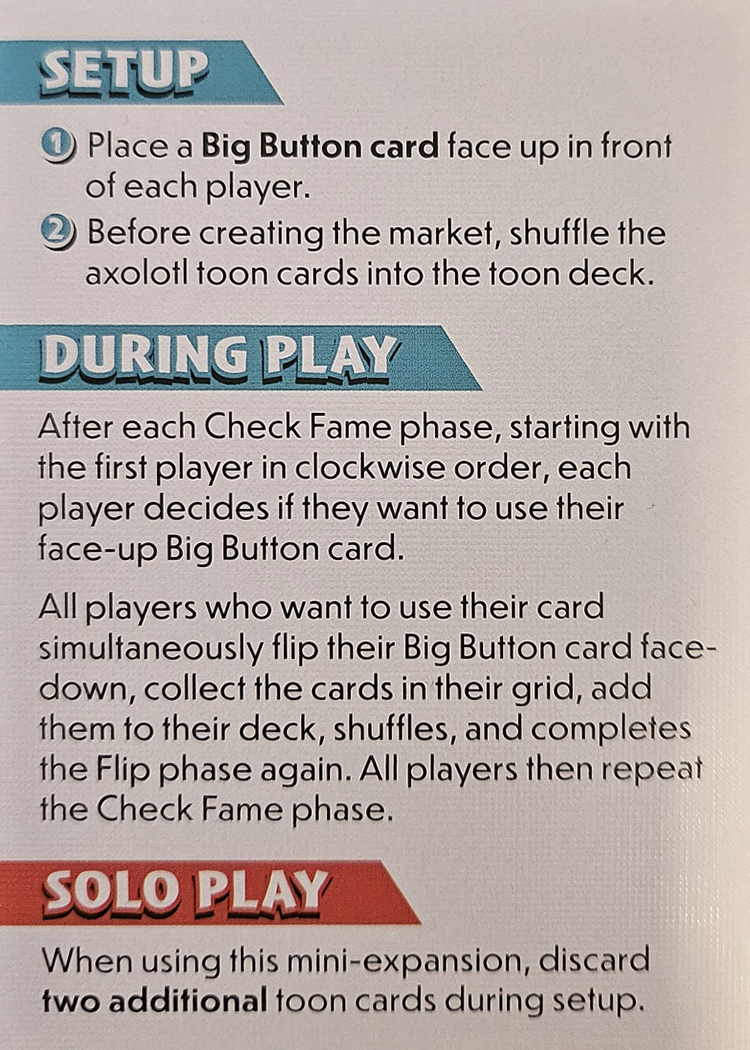 SETUP
1 Place a Big Button card face up in front
of each player.
2 Before creating the market, shuffle the
axolotl toon cards into the toon deck.
DURING PLAY
After each Check Fame phase, starting with
the first player in clockwise order, each
player decides if they want to use their
face-up Big Button card.
All players who want to use their card
simultaneously flip their Big Button card face-
down, collect the cards in their grid, add
them to their deck, shuffles, and completes
the Flip phase again. All players then repeat
the Check Fame phase.
SOLO PLAY
When using this mini-expansion, discard
two additional toon cards during setup.